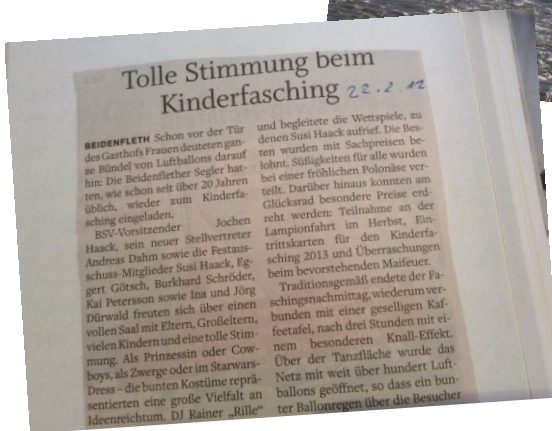 Tolle Stimmung beim
Kinderfasching 22.2.12
BEIDENFLETH Schon vor der Tür
des Gasthofs Frauen deuteten gan-
ze Bündel von Luftballons darauf
hin: Die Beidenflether Segler hat-
ten, wie schon seit über 20 Jahren
üblich, wieder zum Kinderfa-
sching eingeladen.
BSV-Vorsitzender Jochen
Haack, sein neuer Stellvertreter
Andreas Dahm sowie die Festaus-
schuss-Mitglieder Susi Haack, Eg-
gert Götsch, Burkhard Schröder,
Kai Petersson sowie Ina und Jörg
Dürwald freuten sich über einen
vollen Saal mit Eltern, Großeltern,
vielen Kindern und eine tolle Stim-
mung. Als Prinzessin oder Cow-
boys, als Zwerge oder im Starwars-
Dress – die bunten Kostüme reprä-
sentierten eine große Vielfalt an
Ideenreichtum. DJ Rainer „Rille“
und begleitete die Wettspiele, zu
denen Susi Haack aufrief. Die Bes-
ten wurden mit Sachpreisen be-
lohnt. Süßigkeiten für alle wurden
bei einer fröhlichen Polonäse ver-
teilt. Darüber hinaus konnten am
Glücksrad besondere Preise erd-
reht werden: Teilnahme an der
Lampionfahrt im Herbst, Ein-
trittskarten für den Kinderfa-
sching 2013 und Überraschungen
beim bevorstehenden Maifeuer.
Traditionsgemäß endete der Fa-
schingsnachmittag, wiederum ver-
bunden mit einer geselligen Kaf-
feetafel, nach drei Stunden mit ei-
nem besonderen Knall-Effekt.
Über der Tanzfläche wurde das
Netz mit weit über hundert Luft-
ballons geöffnet, so dass ein bun-
ter Ballonregen über die Besucher